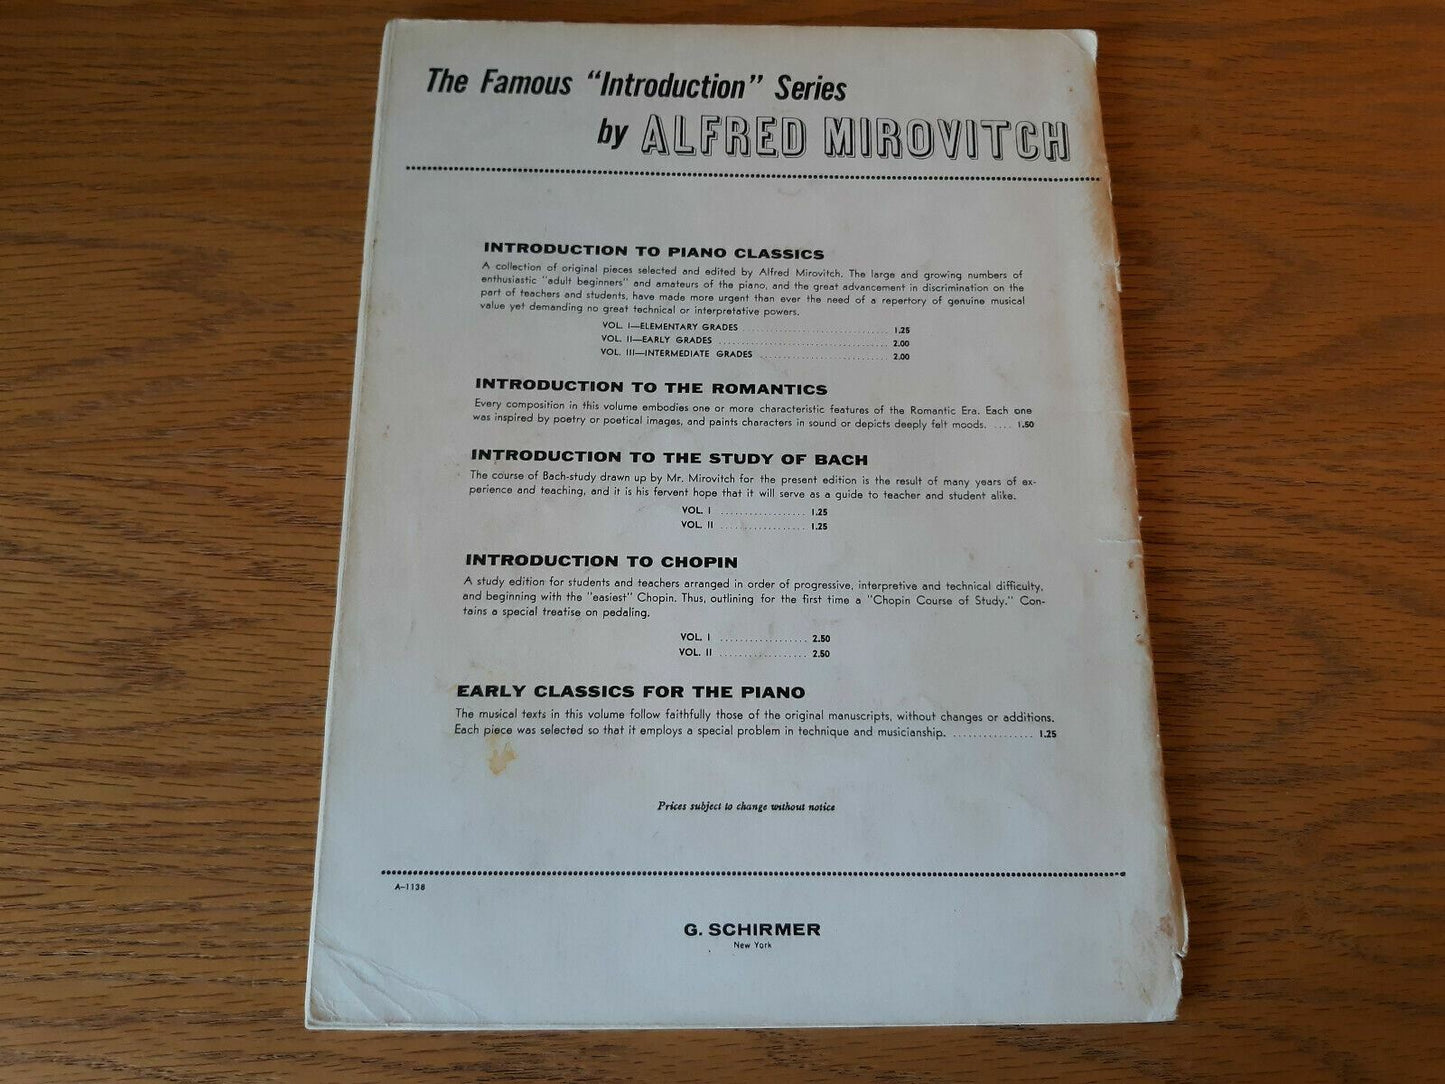 The Famous "Introduction" Series
by ALFRED MIROVITCH
INTRODUCTION TO PIANO CLASSICS
A collection of original pieces selected and edited by Alfred Mirovitch. The large and growing numbers of
enthusiastic "adult beginners" and amateurs of the piano, and the great advancement in discrimination on the
part of teachers and students, have made more urgent than ever the need of a repertory of genuine musical
value yet demanding no great technical or interpretative powers.
VOL. I—ELEMENTARY GRADES .............................. 1.25
VOL. II—EARLY GRADES .................................. 2.00
VOL. III—INTERMEDIATE GRADES .......................... 2.00
INTRODUCTION TO THE ROMANTICS
Every composition in this volume embodies one or more characteristic features of the Romantic Era. Each one
was inspired by poetry or poetical images, and paints characters in sound or depicts deeply felt moods. .... 1.50
INTRODUCTION TO THE STUDY OF BACH
The course of Bach-study drawn up by Mr. Mirovitch for the present edition is the result of many years of ex-
perience and teaching, and it is his fervent hope that it will serve as a guide to teacher and student alike.
VOL. I .................. 1.25
VOL. II .................. 1.25
INTRODUCTION TO CHOPIN
A study edition for students and teachers arranged in order of progressive, interpretive and technical difficulty,
and beginning with the "easiest" Chopin. Thus, outlining for the first time a "Chopin Course of Study." Con-
tains a special treatise on pedaling.
VOL. I .................. 2.50
VOL. II .................. 2.50
EARLY CLASSICS FOR THE PIANO
The musical texts in this volume follow faithfully those of the original manuscripts, without changes or additions.
Each piece was selected so that it employs a special problem in technique and musicianship. ................ 1.25
Prices subject to change without notice
A-1138
G. SCHIRMER
New York